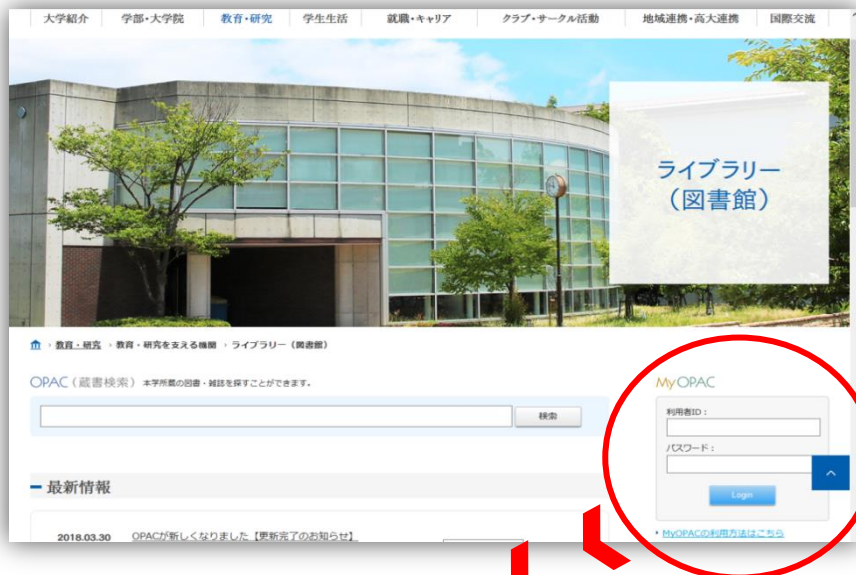 大学紹介 学部・大学院 教育・研究 学生生活 就職・キャリア クラブ・サークル活動 地域連携・高大連携 国際交流
ライブラリー
（図書館）
教育・研究 › 教育・研究を支える機関 › ライブラリー（図書館）
OPAC（蔵書検索） 本学所蔵の図書・雑誌を探すことができます。
検索
MyOPAC
利用者ID：
パスワード：
Login
MyOPACの利用方法はこちら
最新情報
2018.03.30 OPACが新しくなりました【更新完了のお知らせ】